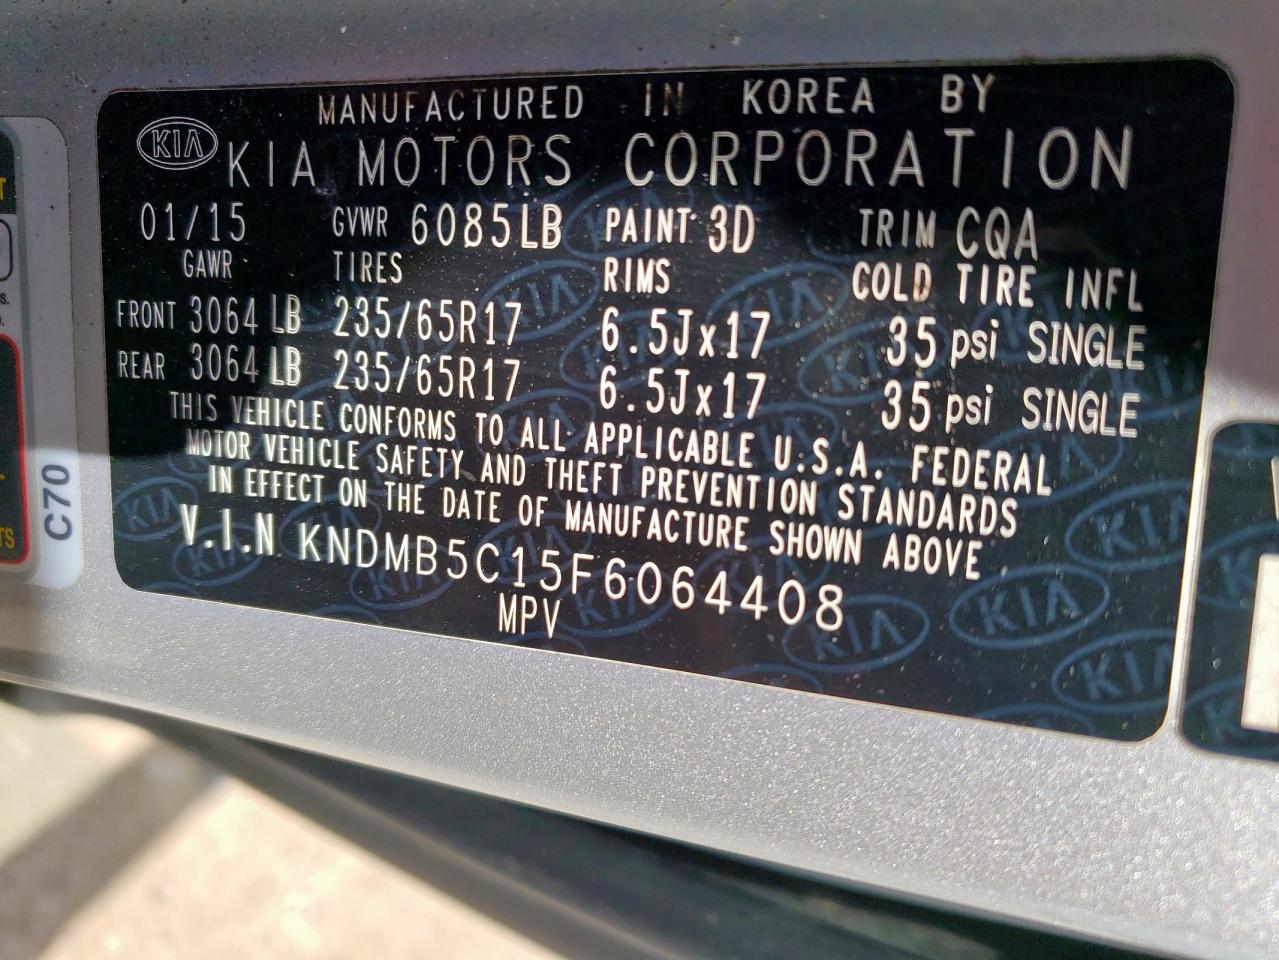 MANUFACTURED IN KOREA BY
KIA KIA MOTORS CORPORATION
01/15 GVWR 6085LB PAINT 3D TRIM CQA
GAWR TIRES RIMS COLD TIRE INFL
FRONT 3064 LB 235/65R17 6.5Jx17 35 psi SINGLE
REAR 3064 LB 235/65R17 6.5Jx17 35 psi SINGLE
THIS VEHICLE CONFORMS TO ALL APPLICABLE U.S.A. FEDERAL
MOTOR VEHICLE SAFETY AND THEFT PREVENTION STANDARDS
IN EFFECT ON THE DATE OF MANUFACTURE SHOWN ABOVE
V.I.N KNDMB5C15F6064408
MPV
C70